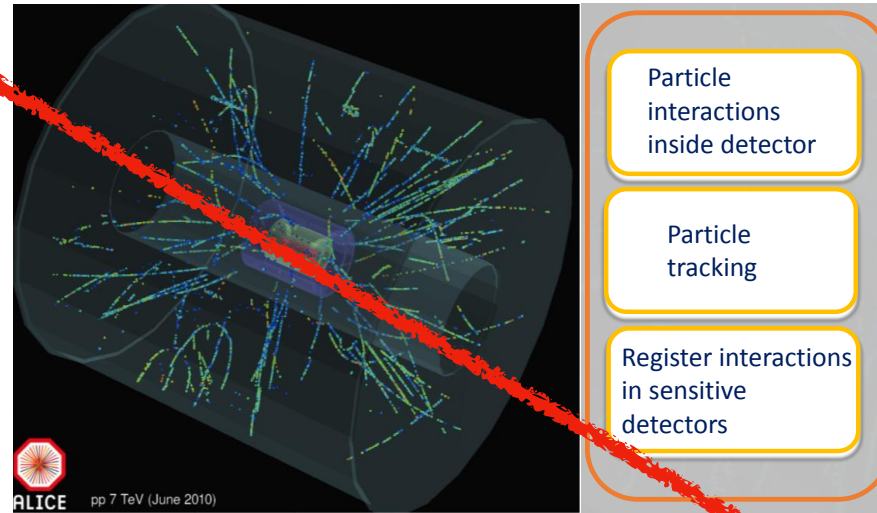 Particle
interactions
inside detector
Particle
tracking
Register interactions
in sensitive
detectors
ALICE
pp 7 TeV (June 2010)